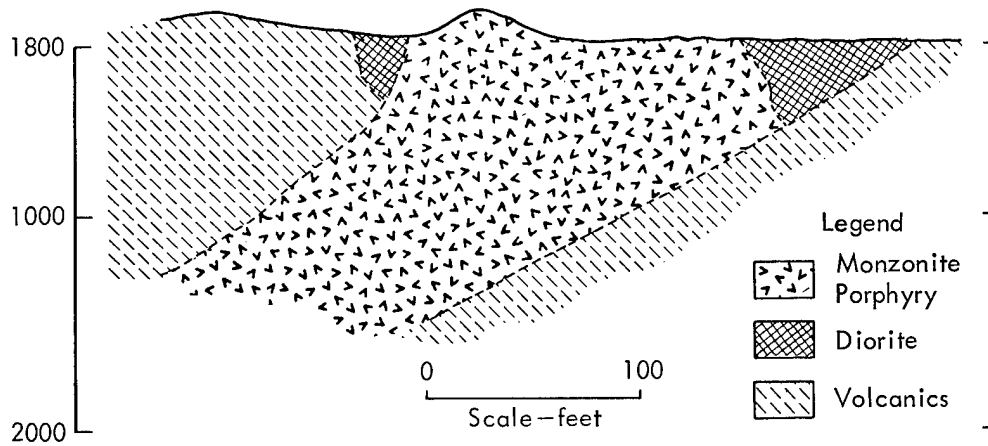 1800
1000
2000
Legend
Monzonite
Porphyry
Diorite
Volcanics
0 100
Scale—feet